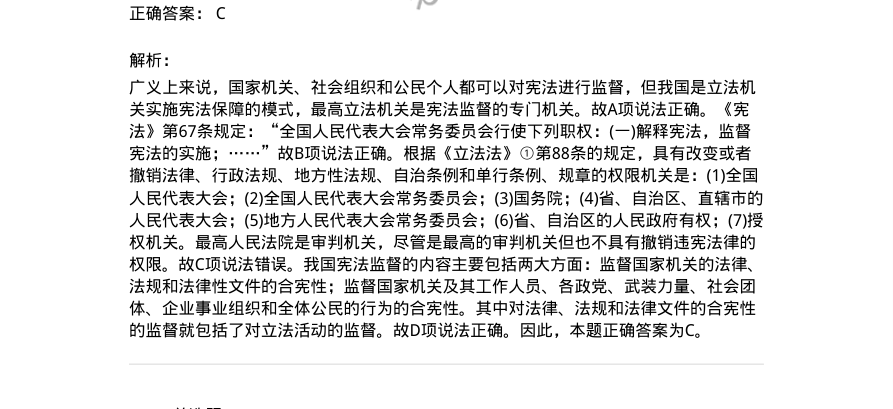 正确答案： C
解析：
广义上来说，国家机关、社会组织和公民个人都可以对宪法进行监督，但我国是立法机
关实施宪法保障的模式，最高立法机关是宪法监督的专门机关。故A项说法正确。《宪
法》第67条规定：“全国人民代表大会常务委员会行使下列职权：(一)解释宪法，监督
宪法的实施；……”故B项说法正确。根据《立法法》①第88条的规定，具有改变或者
撤销法律、行政法规、地方性法规、自治条例和单行条例、规章的权限机关是：(1)全国
人民代表大会；(2)全国人民代表大会常务委员会；(3)国务院；(4)省、自治区、直辖市的
人民代表大会；(5)地方人民代表大会常务委员会；(6)省、自治区的人民政府有权；(7)授
权机关。最高人民法院是审判机关，尽管是最高的审判机关但也不具有撤销违宪法律的
权限。故C项说法错误。我国宪法监督的内容主要包括两大方面：监督国家机关的法律、
法规和法律性文件的合宪性；监督国家机关及其工作人员、各政党、武装力量、社会团
体、企业事业组织和全体公民的行为的合宪性。其中对法律、法规和法律文件的合宪性
的监督就包括了对立法活动的监督。故D项说法正确。因此，本题正确答案为C。